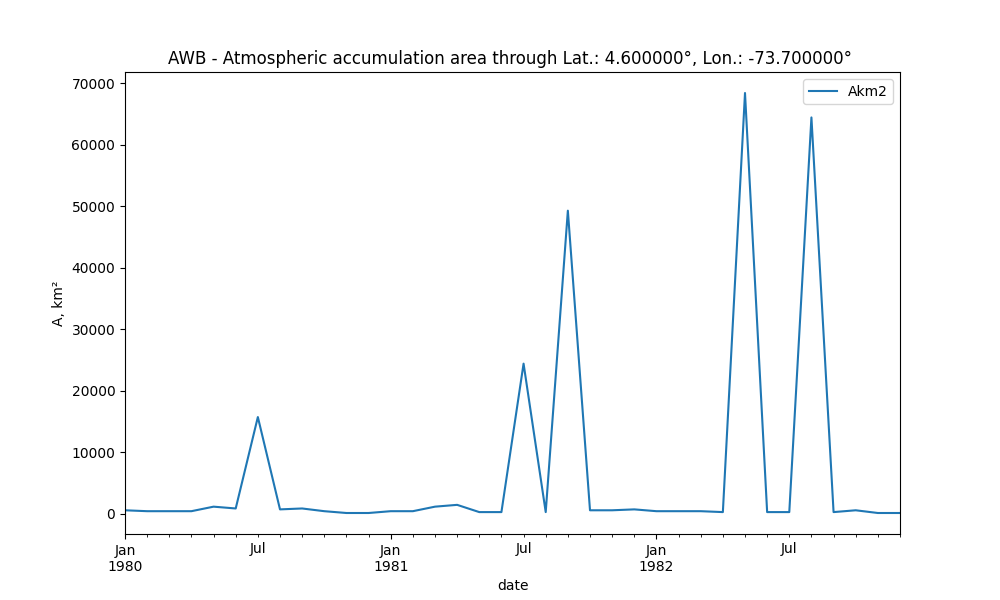 AWB - Atmospheric accumulation area through Lat.: 4.600000°, Lon.: -73.700000°
Akm2
70000
60000
50000
40000
30000
20000
10000
0
A, km²
Jan
1980
Jul
Jan
1981
Jul
Jan
1982
Jul
date